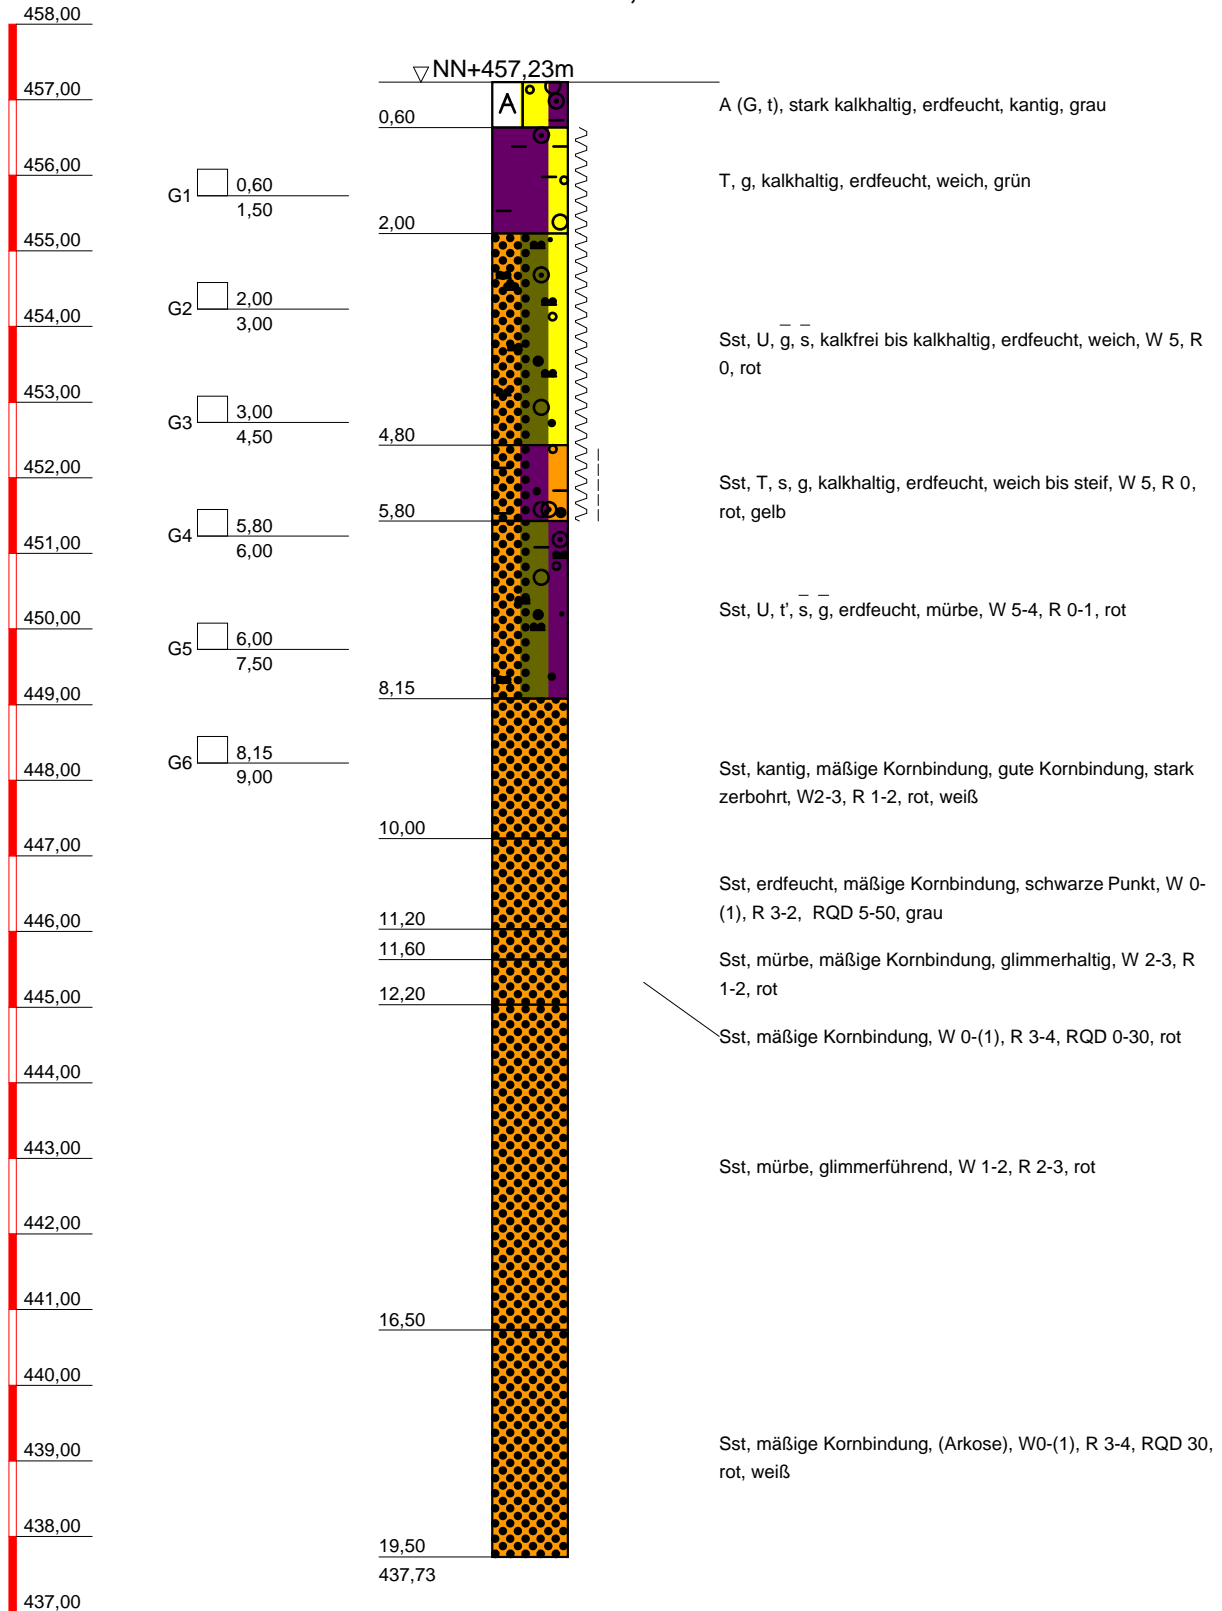 458,00
457,00
456,00
455,00
454,00
453,00
452,00
451,00
450,00
449,00
448,00
447,00
446,00
445,00
444,00
443,00
442,00
441,00
440,00
439,00
438,00
437,00
G1 0,60
1,50
G2 2,00
3,00
G3 3,00
4,50
G4 5,80
6,00
G5 6,00
7,50
G6 8,15
9,00
NN+457,23m
A
0,60
2,00
4,80
5,80
8,15
10,00
11,20
11,60
12,20
16,50
19,50
437,73
A (G, t), stark kalkhaltig, erdfeucht, kantig, grau
T, g, kalkhaltig, erdfeucht, weich, grün
Sst, U, g̅, s̅, kalkfrei bis kalkhaltig, erdfeucht, weich, W 5, R
0, rot
Sst, T, s, g, kalkhaltig, erdfeucht, weich bis steif, W 5, R 0,
rot, gelb
Sst, U, t', s̅, g̅, erdfeucht, mürbe, W 5-4, R 0-1, rot
Sst, kantig, mäßige Kornbindung, gute Kornbindung, stark
zerbohrt, W2-3, R 1-2, rot, weiß
Sst, erdfeucht, mäßige Kornbindung, schwarze Punkt, W 0-
(1), R 3-2, RQD 5-50, grau
Sst, mürbe, mäßige Kornbindung, glimmerhaltig, W 2-3, R
1-2, rot
Sst, mäßige Kornbindung, W 0-(1), R 3-4, RQD 0-30, rot
Sst, mürbe, glimmerführend, W 1-2, R 2-3, rot
Sst, mäßige Kornbindung, (Arkose), W0-(1), R 3-4, RQD 30,
rot, weiß